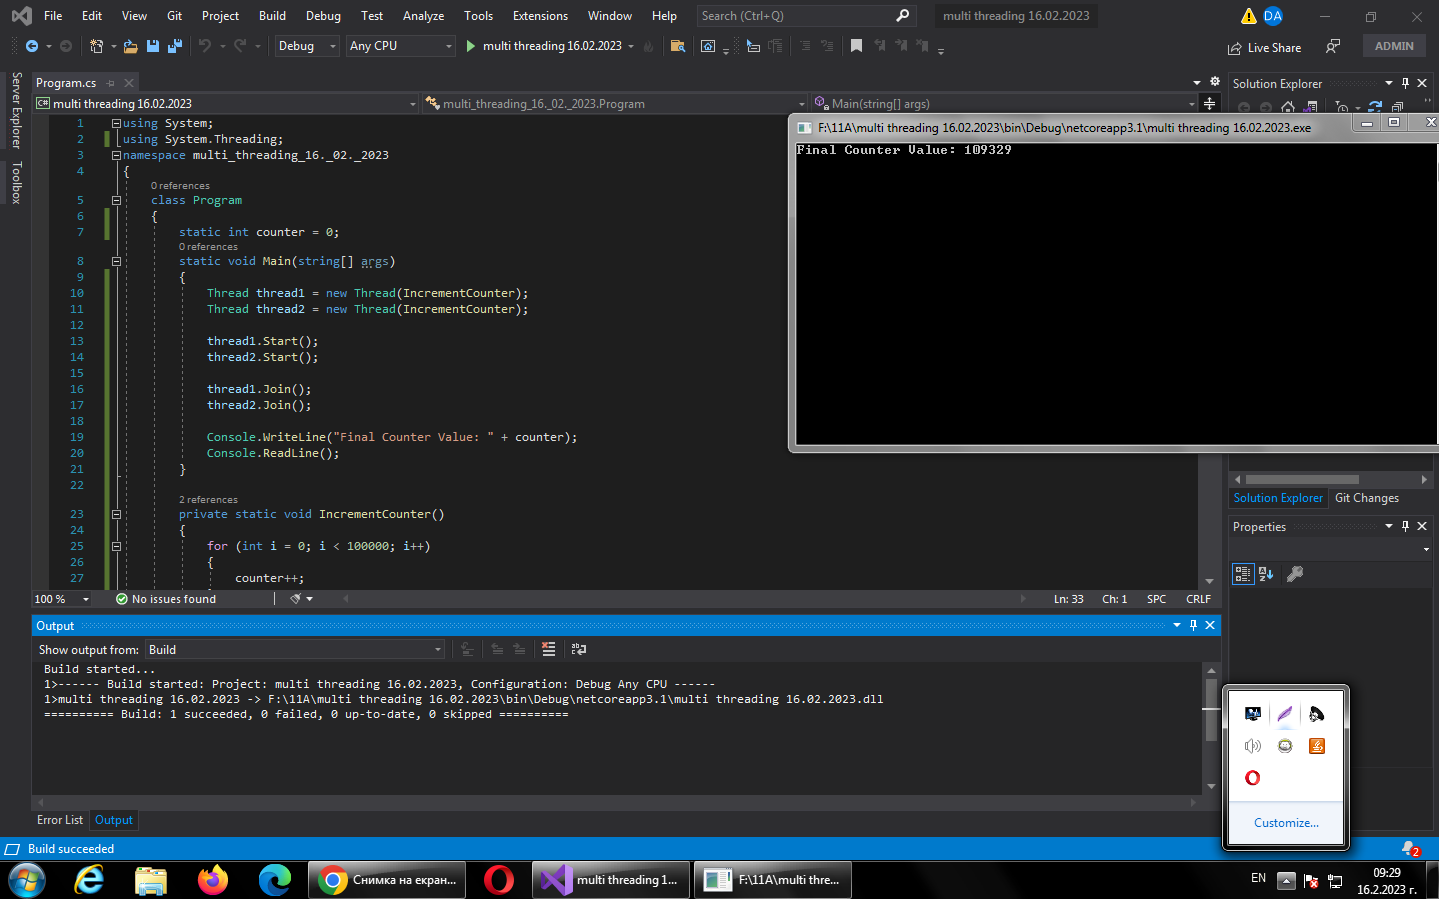 File Edit View Git Project Build Debug Test Analyze Tools Extensions Window Help Search (Ctrl+Q) multi threading 16.02.2023 DA
Debug Any CPU multi threading 16.02.2023 Live Share ADMIN
Server Explorer
Toolbox
Program.cs
multi threading 16.02.2023 multi_threading_16._02._2023.Program Main(string[] args)
1 using System;
2 using System.Threading;
3 namespace multi_threading_16._02._2023
4 {
0 references
5 class Program
6 {
7 static int counter = 0;
0 references
8 static void Main(string[] args)
9 {
10 Thread thread1 = new Thread(IncrementCounter);
11 Thread thread2 = new Thread(IncrementCounter);
12
13 thread1.Start();
14 thread2.Start();
15
16 thread1.Join();
17 thread2.Join();
18
19 Console.WriteLine("Final Counter Value: " + counter);
20 Console.ReadLine();
21 }
22
2 references
23 private static void IncrementCounter()
24 {
25 for (int i = 0; i < 100000; i++)
26 {
27 counter++;
100 % No issues found Ln: 33 Ch: 1 SPC CRLF
F:\11A\multi threading 16.02.2023\bin\Debug\netcoreapp3.1\multi threading 16.02.2023.exe
Final Counter Value: 109329
Solution Explorer
Solution Explorer Git Changes
Properties
Output
Show output from: Build
Build started...
1>------ Build started: Project: multi threading 16.02.2023, Configuration: Debug Any CPU ------
1>multi threading 16.02.2023 -> F:\11A\multi threading 16.02.2023\bin\Debug\netcoreapp3.1\multi threading 16.02.2023.dll
========== Build: 1 succeeded, 0 failed, 0 up-to-date, 0 skipped ==========
Error List Output
Customize...
Build succeeded 2
Снимка на екран... multi threading 1... F:\11A\multi thre... EN 09:29
16.2.2023 г.